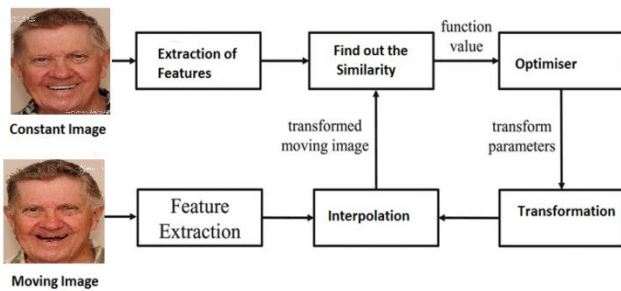 Extraction of
Features
Find out the
Similarity
function
value
Optimiser
Constant Image
transformed
moving image
transform
parameters
Feature
Extraction
Interpolation
Transformation
Moving Image